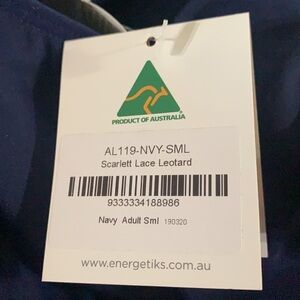 PRODUCT OF AUSTRALIA
AL119-NVY-SML
Scarlett Lace Leotard
9333334188986
Navy Adult Sml 190320
www.energetiks.com.au